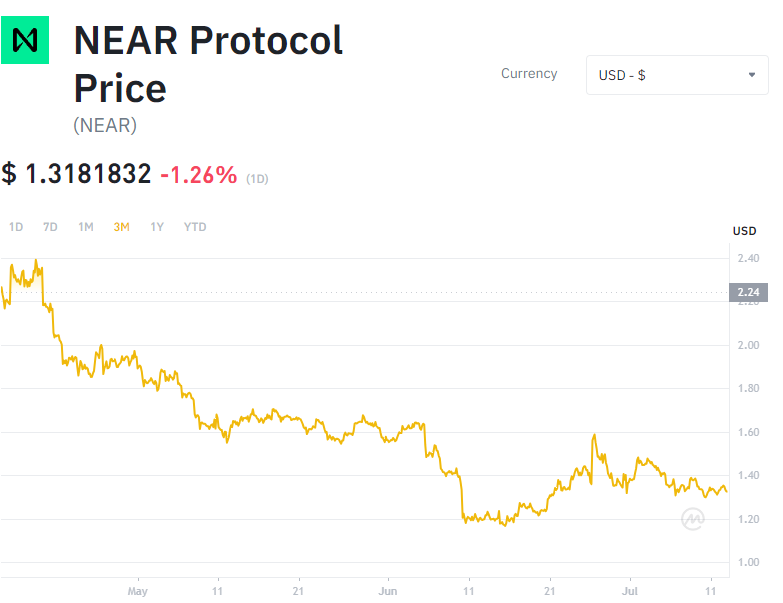 NEAR Protocol
Price
(NEAR)
Currency
USD - $
$ 1.3181832 -1.26% (1D)
1D 7D 1M 3M 1Y YTD
USD
2.40
2.24
2.20
2.00
1.80
1.60
1.40
1.20
1.00
May 11 21 Jun 11 21 Jul 11